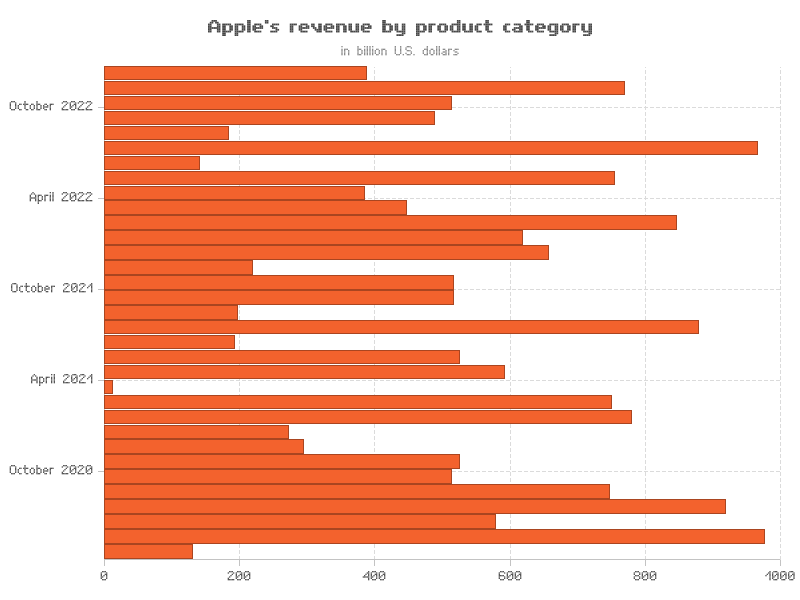 Apple's revenue by product category
in billion U.S. dollars
October 2022
April 2022
October 2021
April 2021
October 2020
0 200 400 600 800 1000